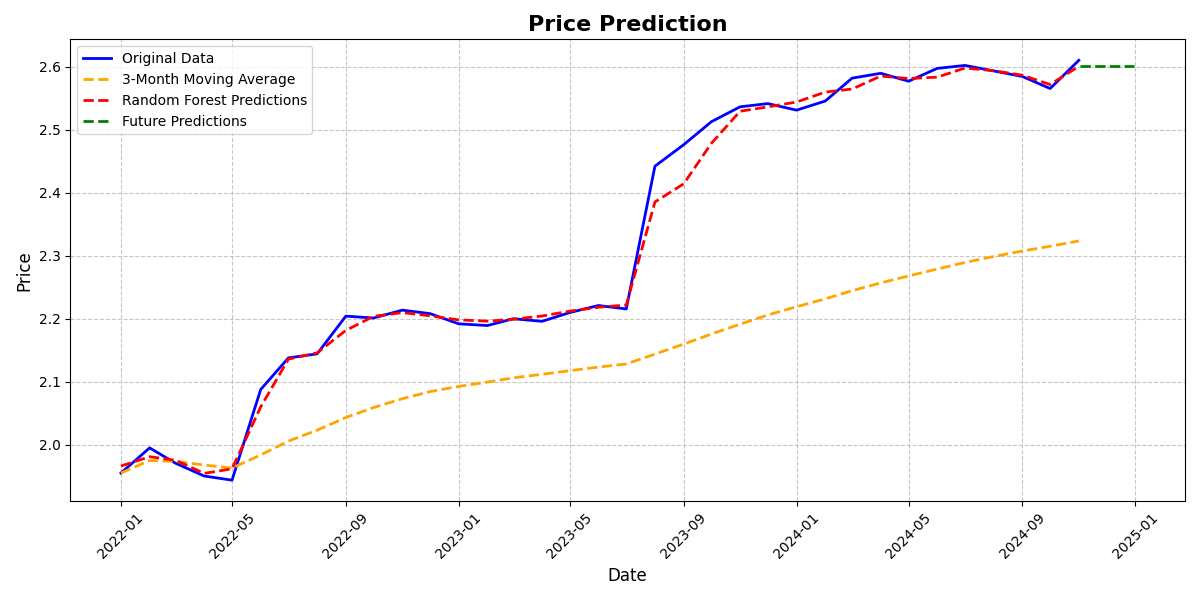 Price Prediction
Original Data
3-Month Moving Average
Random Forest Predictions
Future Predictions
2.6
2.5
2.4
2.3
2.2
2.1
2.0
Price
2022-01
2022-05
2022-09
2023-01
2023-05
2023-09
2024-01
2024-05
2024-09
2025-01
Date